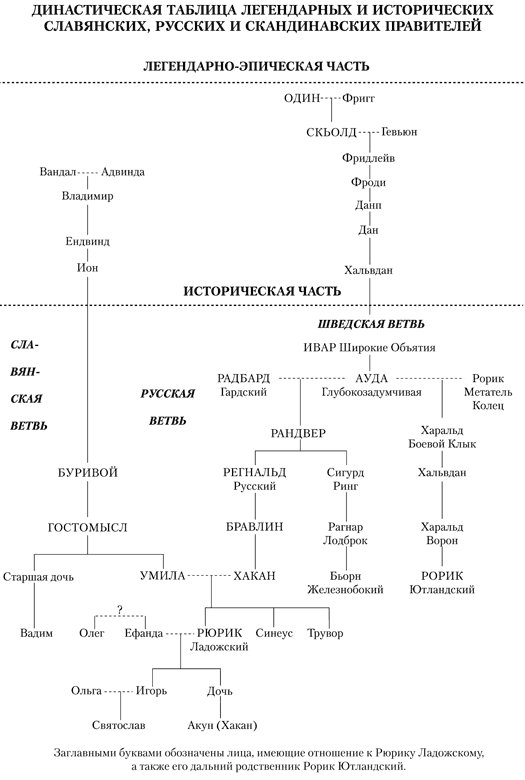 ДИНАСТИЧЕСКАЯ ТАБЛИЦА ЛЕГЕНДАРНЫХ И ИСТОРИЧЕСКИХ
СЛАВЯНСКИХ, РУССКИХ И СКАНДИНАВСКИХ ПРАВИТЕЛЕЙ
ЛЕГЕНДАРНО-ЭПИЧЕСКАЯ ЧАСТЬ
ОДИН Фригг
СКЬОЛД Гевьюн
Фридлейв
Вандал Адвинда
Фроди
Владимир
Данп
Дан
Ендвинд
Ион
Хальвдан
ИСТОРИЧЕСКАЯ ЧАСТЬ
ШВЕДСКАЯ ВЕТВЬ
СЛА-
ВЯН-
СКАЯ
ВЕТВЬ
ИВАР Широкие Объятия
РУССКАЯ
ВЕТВЬ
РАДБАРД
Гардский
АУДА
Глубокозадумчивая
Рорик
Метатель
Колец
РАНДВЕР
Харальд
Боевой Клык
БУРИВОЙ
РЕГНАЛЬД
Русский
Сигурд
Ринг
Хальвдан
ГОСТОМЫСЛ
БРАВЛИН
Рагнар
Лодброк
Харальд
Ворон
Старшая дочь
УМИЛА
ХАКАН
Бьорн
Железнобокий
РОРИК
Ютландский
?
Вадим
Олег
Ефанда
РЮРИК
Ладожский
Синеус
Трувор
Ольга
Игорь
Дочь
Святослав
Акун (Хакан)
Заглавными буквами обозначены лица, имеющие отношение к Рюрику Ладожскому,
а также его дальний родственник Рорик Ютландский.